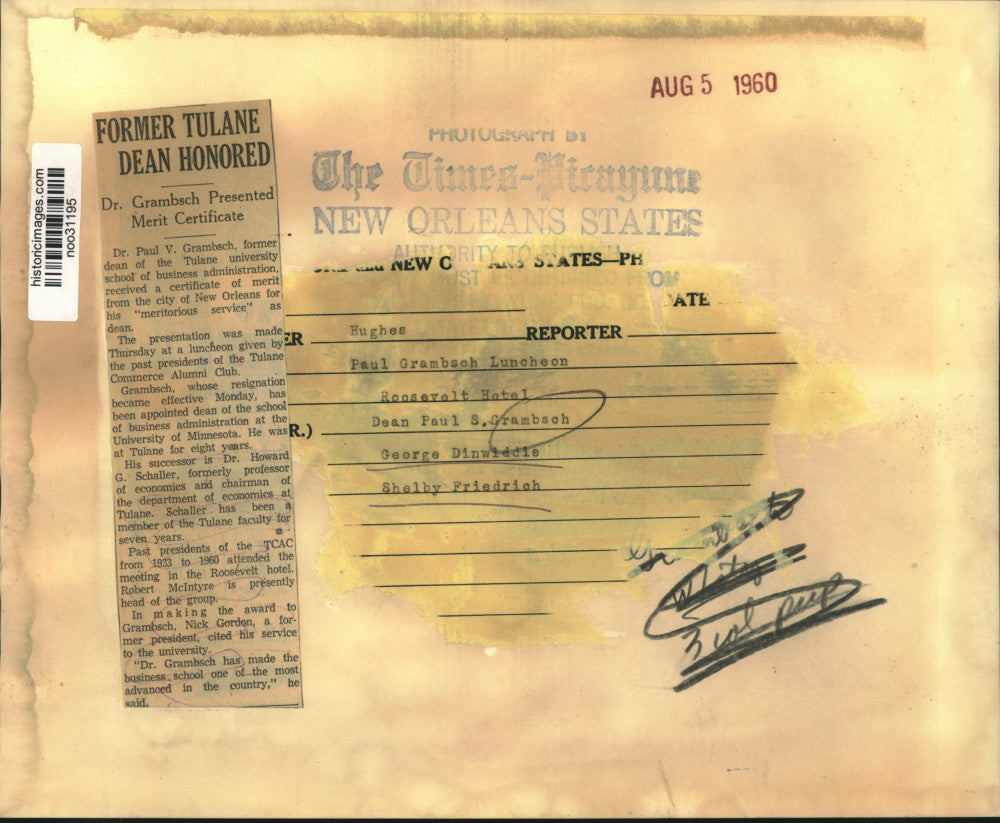 AUG 5 1960
historicimages.com
noo31195
FORMER TULANE
DEAN HONORED
Dr. Grambsch Presented
Merit Certificate
Dr. Paul V. Grambsch, former
dean of the Tulane university
school of business administration,
received a certificate of merit
from the city of New Orleans for
his "meritorious service" as
dean.
The presentation was made
Thursday at a luncheon given by
the past presidents of the Tulane
Commerce Alumni Club.
Grambsch, whose resignation
became effective Monday, has
been appointed dean of the school
of business administration at the
University of Minnesota. He was
at Tulane for eight years.
His successor is Dr. Howard
G. Schaller, formerly professor
of economics and chairman of
the department of economics at
Tulane. Schaller has been a
member of the Tulane faculty for
seven years.
Past presidents of the TCAC
from 1933 to 1960 attended the
meeting in the Roosevelt hotel.
Robert McIntyre is presently
head of the group.
In making the award to
Grambsch, Nick Gordon, a for-
mer president, cited his service
to the university.
"Dr. Grambsch has made the
business school one of the most
advanced in the country," he
said.
PHOTOGRAPH BY
The Times-Picayune
NEW ORLEANS STATES
AUTHORITY TO
and NEW O ANS STATES—PH
FROM
ATE
ER Hughes REPORTER
Paul Grambsch Luncheon
Roosevelt Hotel
R.) Dean Paul S. Grambsch
George Dinwiddie
Shelby Friedrich
3 col